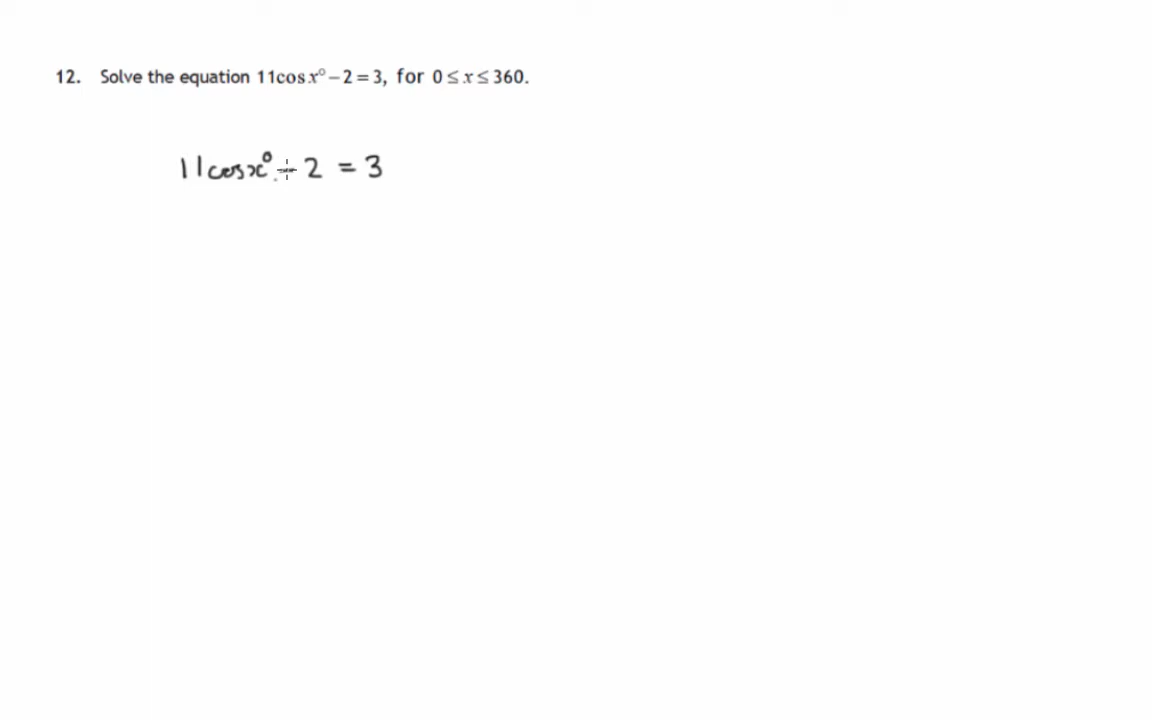 12. Solve the equation 11cos x° − 2 = 3, for 0 ≤ x ≤ 360.
11cos x° − 2 = 3